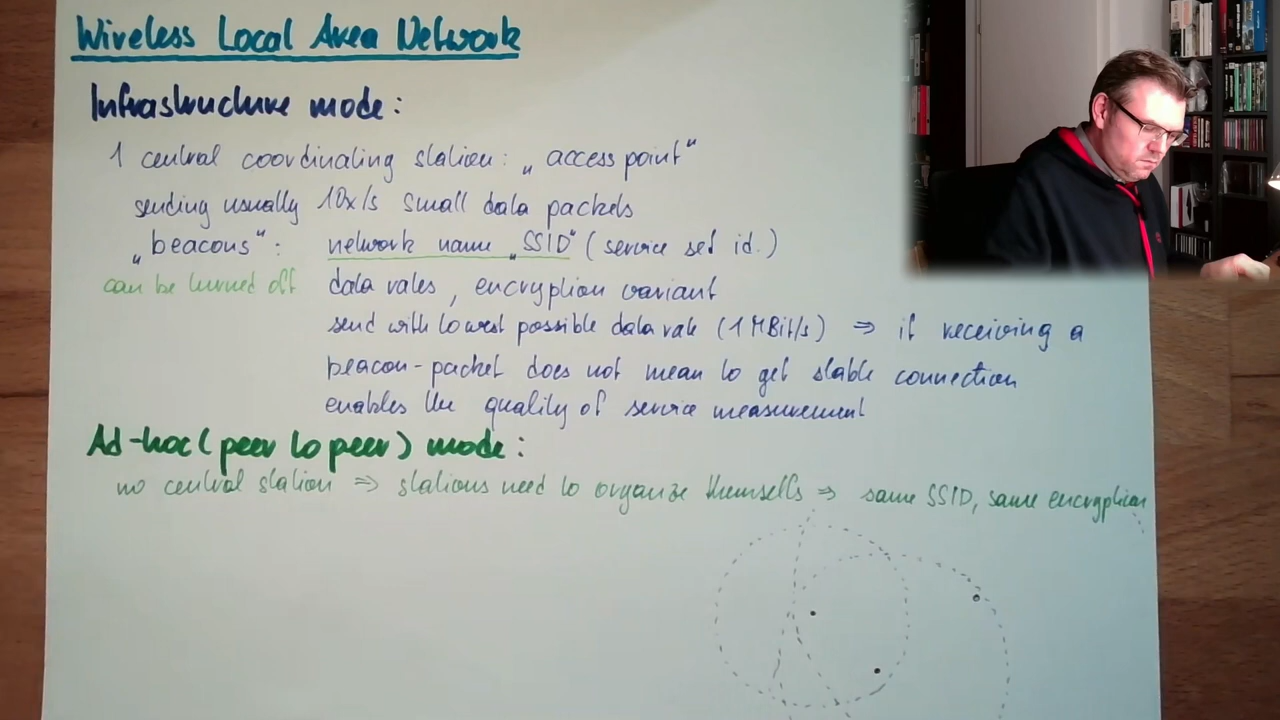 Wireless Local Area Network
Infrastructure mode:
1 central coordinating station: „access point“
sending usually 10x/s small data packets
„beacons“: network name „SSID“ (service set id.)
can be turned off data rates, encryption variant
send with lowest possible data rate (1 MBit/s) ⇒ if receiving a
beacon-packet does not mean to get stable connection
enables the quality of service measurement
Ad-hoc (peer to peer) mode:
no central station ⇒ stations need to organize themsells ⇒ same SSID, same encryption